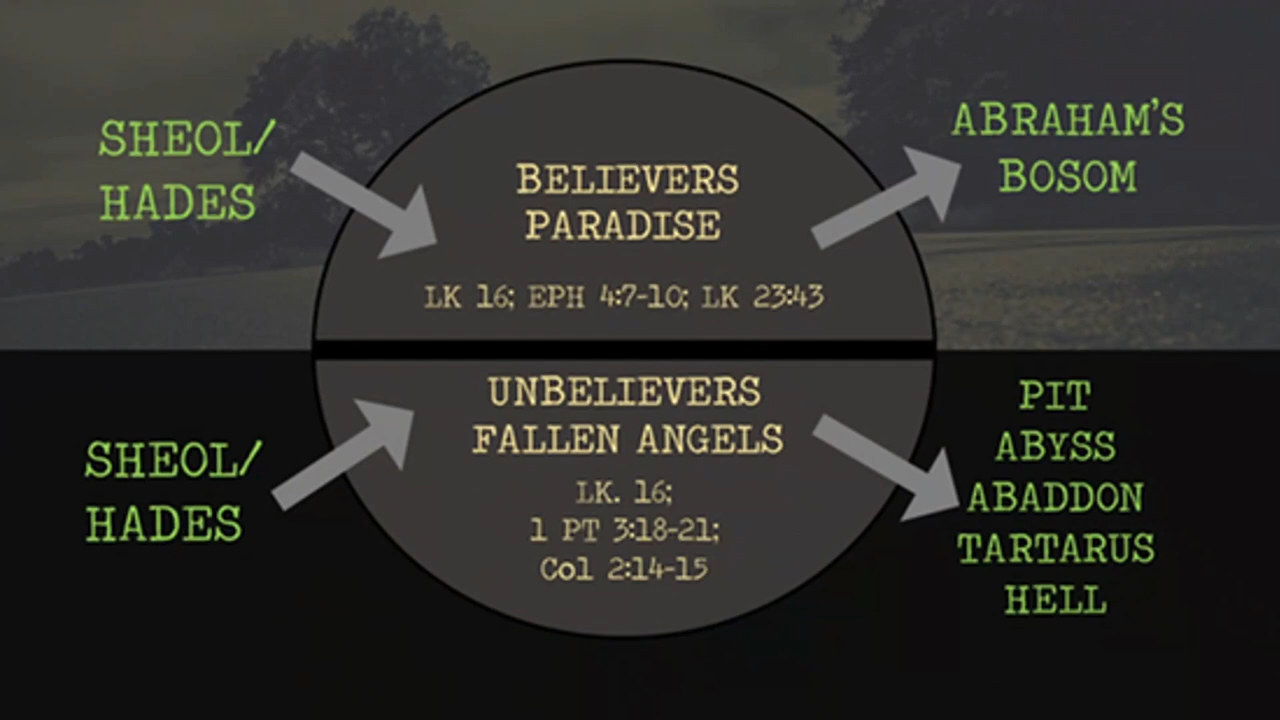 SHEOL/
HADES
BELIEVERS
PARADISE
LK 16; EPH 4:7-10; LK 23:43
ABRAHAM'S
BOSOM
SHEOL/
HADES
UNBELIEVERS
FALLEN ANGELS
LK. 16;
1 PT 3:18-21;
Col 2:14-15
PIT
ABYSS
ABADDON
TARTARUS
HELL